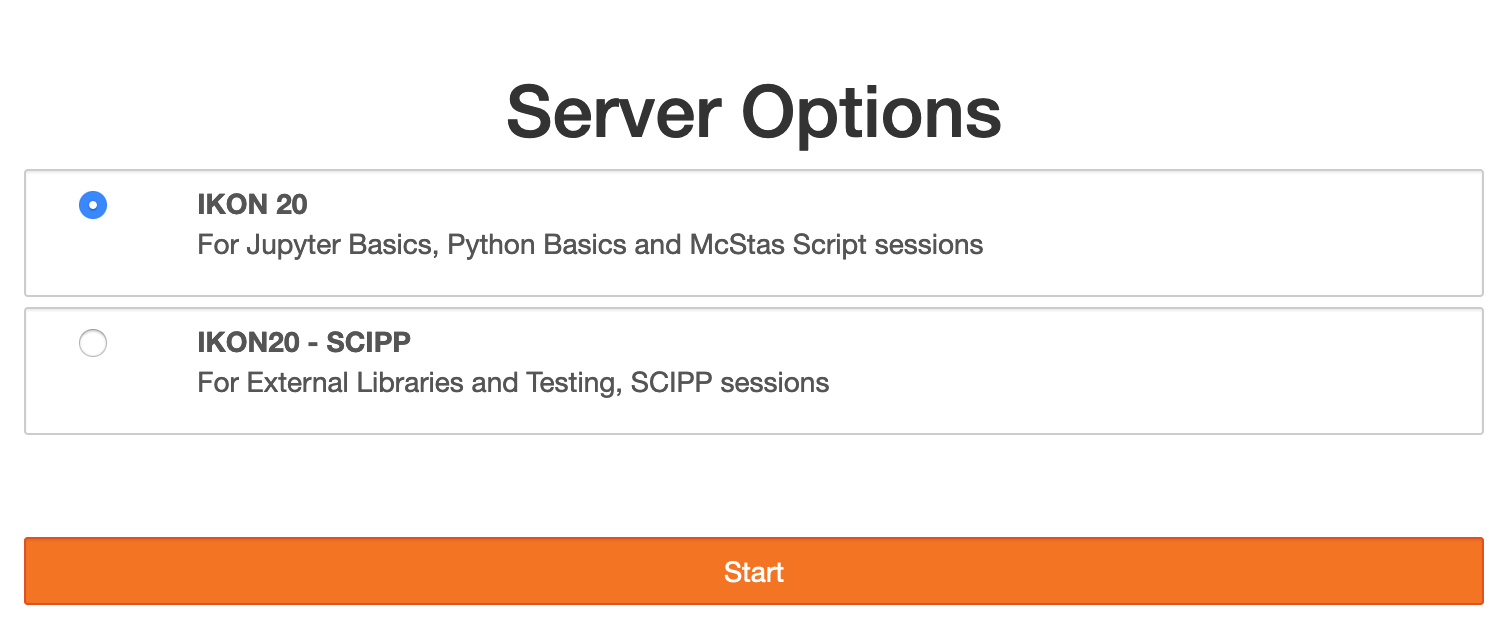 Server Options
IKON 20
For Jupyter Basics, Python Basics and McStas Script sessions
IKON20 - SCIPP
For External Libraries and Testing, SCIPP sessions
Start